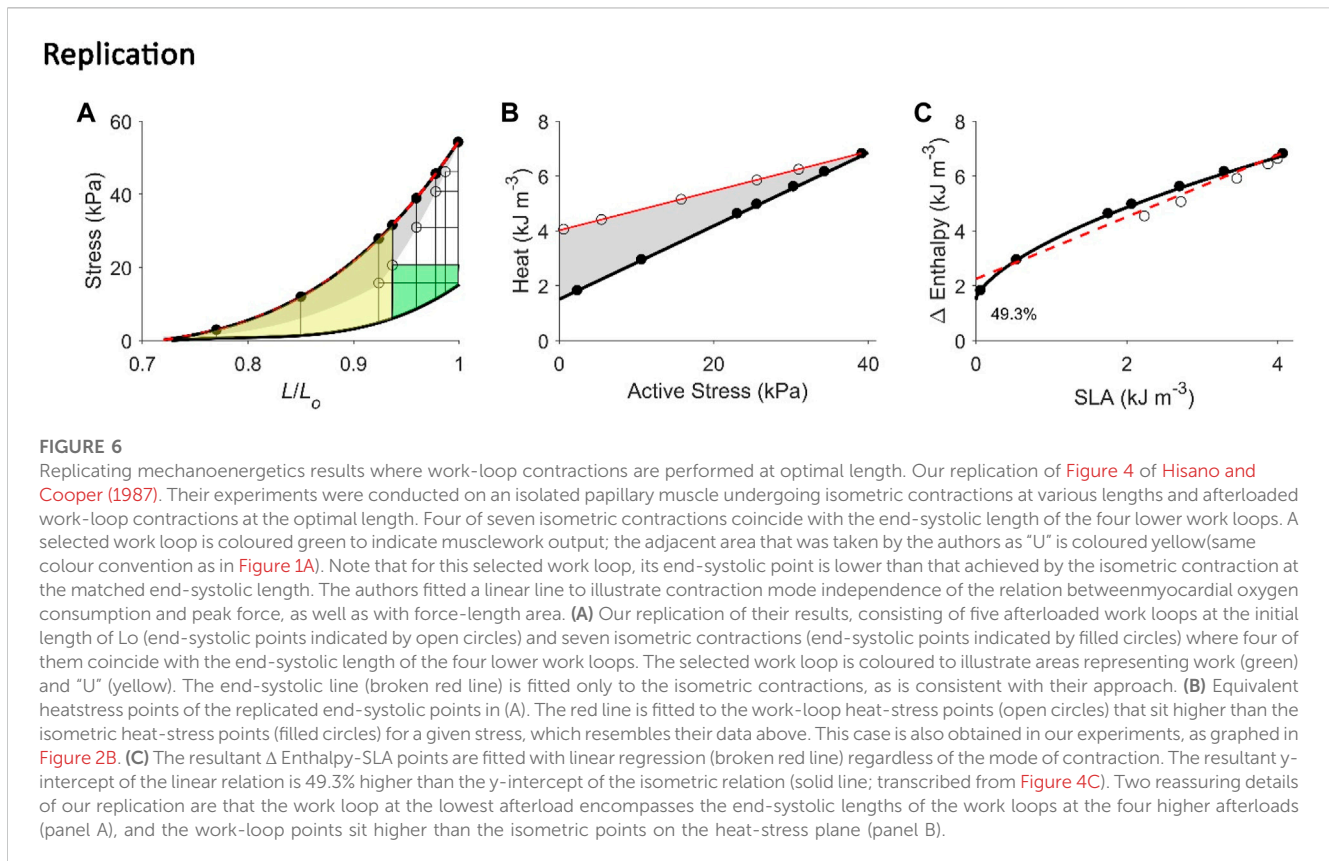 Replication
A
B
C
60
40
20
0
Stress (kPa)
0.7
0.8
0.9
1
L/Lo
8
6
4
2
0
Heat (kJ m-3)
0
20
40
Active Stress (kPa)
8
6
4
2
0
Δ Enthalpy (kJ m-3)
49.3%
0
2
4
SLA (kJ m-3)
FIGURE 6
Replicating mechanoenergetics results where work-loop contractions are performed at optimal length. Our replication of Figure 4 of Hisano and
Cooper (1987). Their experiments were conducted on an isolated papillary muscle undergoing isometric contractions at various lengths and afterloaded
work-loop contractions at the optimal length. Four of seven isometric contractions coincide with the end-systolic length of the four lower work loops. A
selected work loop is coloured green to indicate musclework output; the adjacent area that was taken by the authors as “U” is coloured yellow(same
colour convention as in Figure 1A). Note that for this selected work loop, its end-systolic point is lower than that achieved by the isometric contraction at
the matched end-systolic length. The authors fitted a linear line to illustrate contraction mode independence of the relation betweenmyocardial oxygen
consumption and peak force, as well as with force-length area. (A) Our replication of their results, consisting of five afterloaded work loops at the initial
length of Lo (end-systolic points indicated by open circles) and seven isometric contractions (end-systolic points indicated by filled circles) where four of
them coincide with the end-systolic length of the four lower work loops. The selected work loop is coloured to illustrate areas representing work (green)
and “U” (yellow). The end-systolic line (broken red line) is fitted only to the isometric contractions, as is consistent with their approach. (B) Equivalent
heatstress points of the replicated end-systolic points in (A). The red line is fitted to the work-loop heat-stress points (open circles) that sit higher than the
isometric heat-stress points (filled circles) for a given stress, which resembles their data above. This case is also obtained in our experiments, as graphed in
Figure 2B. (C) The resultant Δ Enthalpy-SLA points are fitted with linear regression (broken red line) regardless of the mode of contraction. The resultant y-
intercept of the linear relation is 49.3% higher than the y-intercept of the isometric relation (solid line; transcribed from Figure 4C). Two reassuring details
of our replication are that the work loop at the lowest afterload encompasses the end-systolic lengths of the work loops at the four higher afterloads
(panel A), and the work-loop points sit higher than the isometric points on the heat-stress plane (panel B).